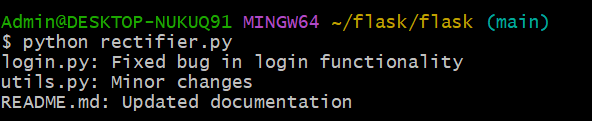 Admin@DESKTOP-NUKUQ91 MINGW64 ~/flask/flask (main)
$ python rectifier.py
login.py: Fixed bug in login functionality
utils.py: Minor changes
README.md: Updated documentation